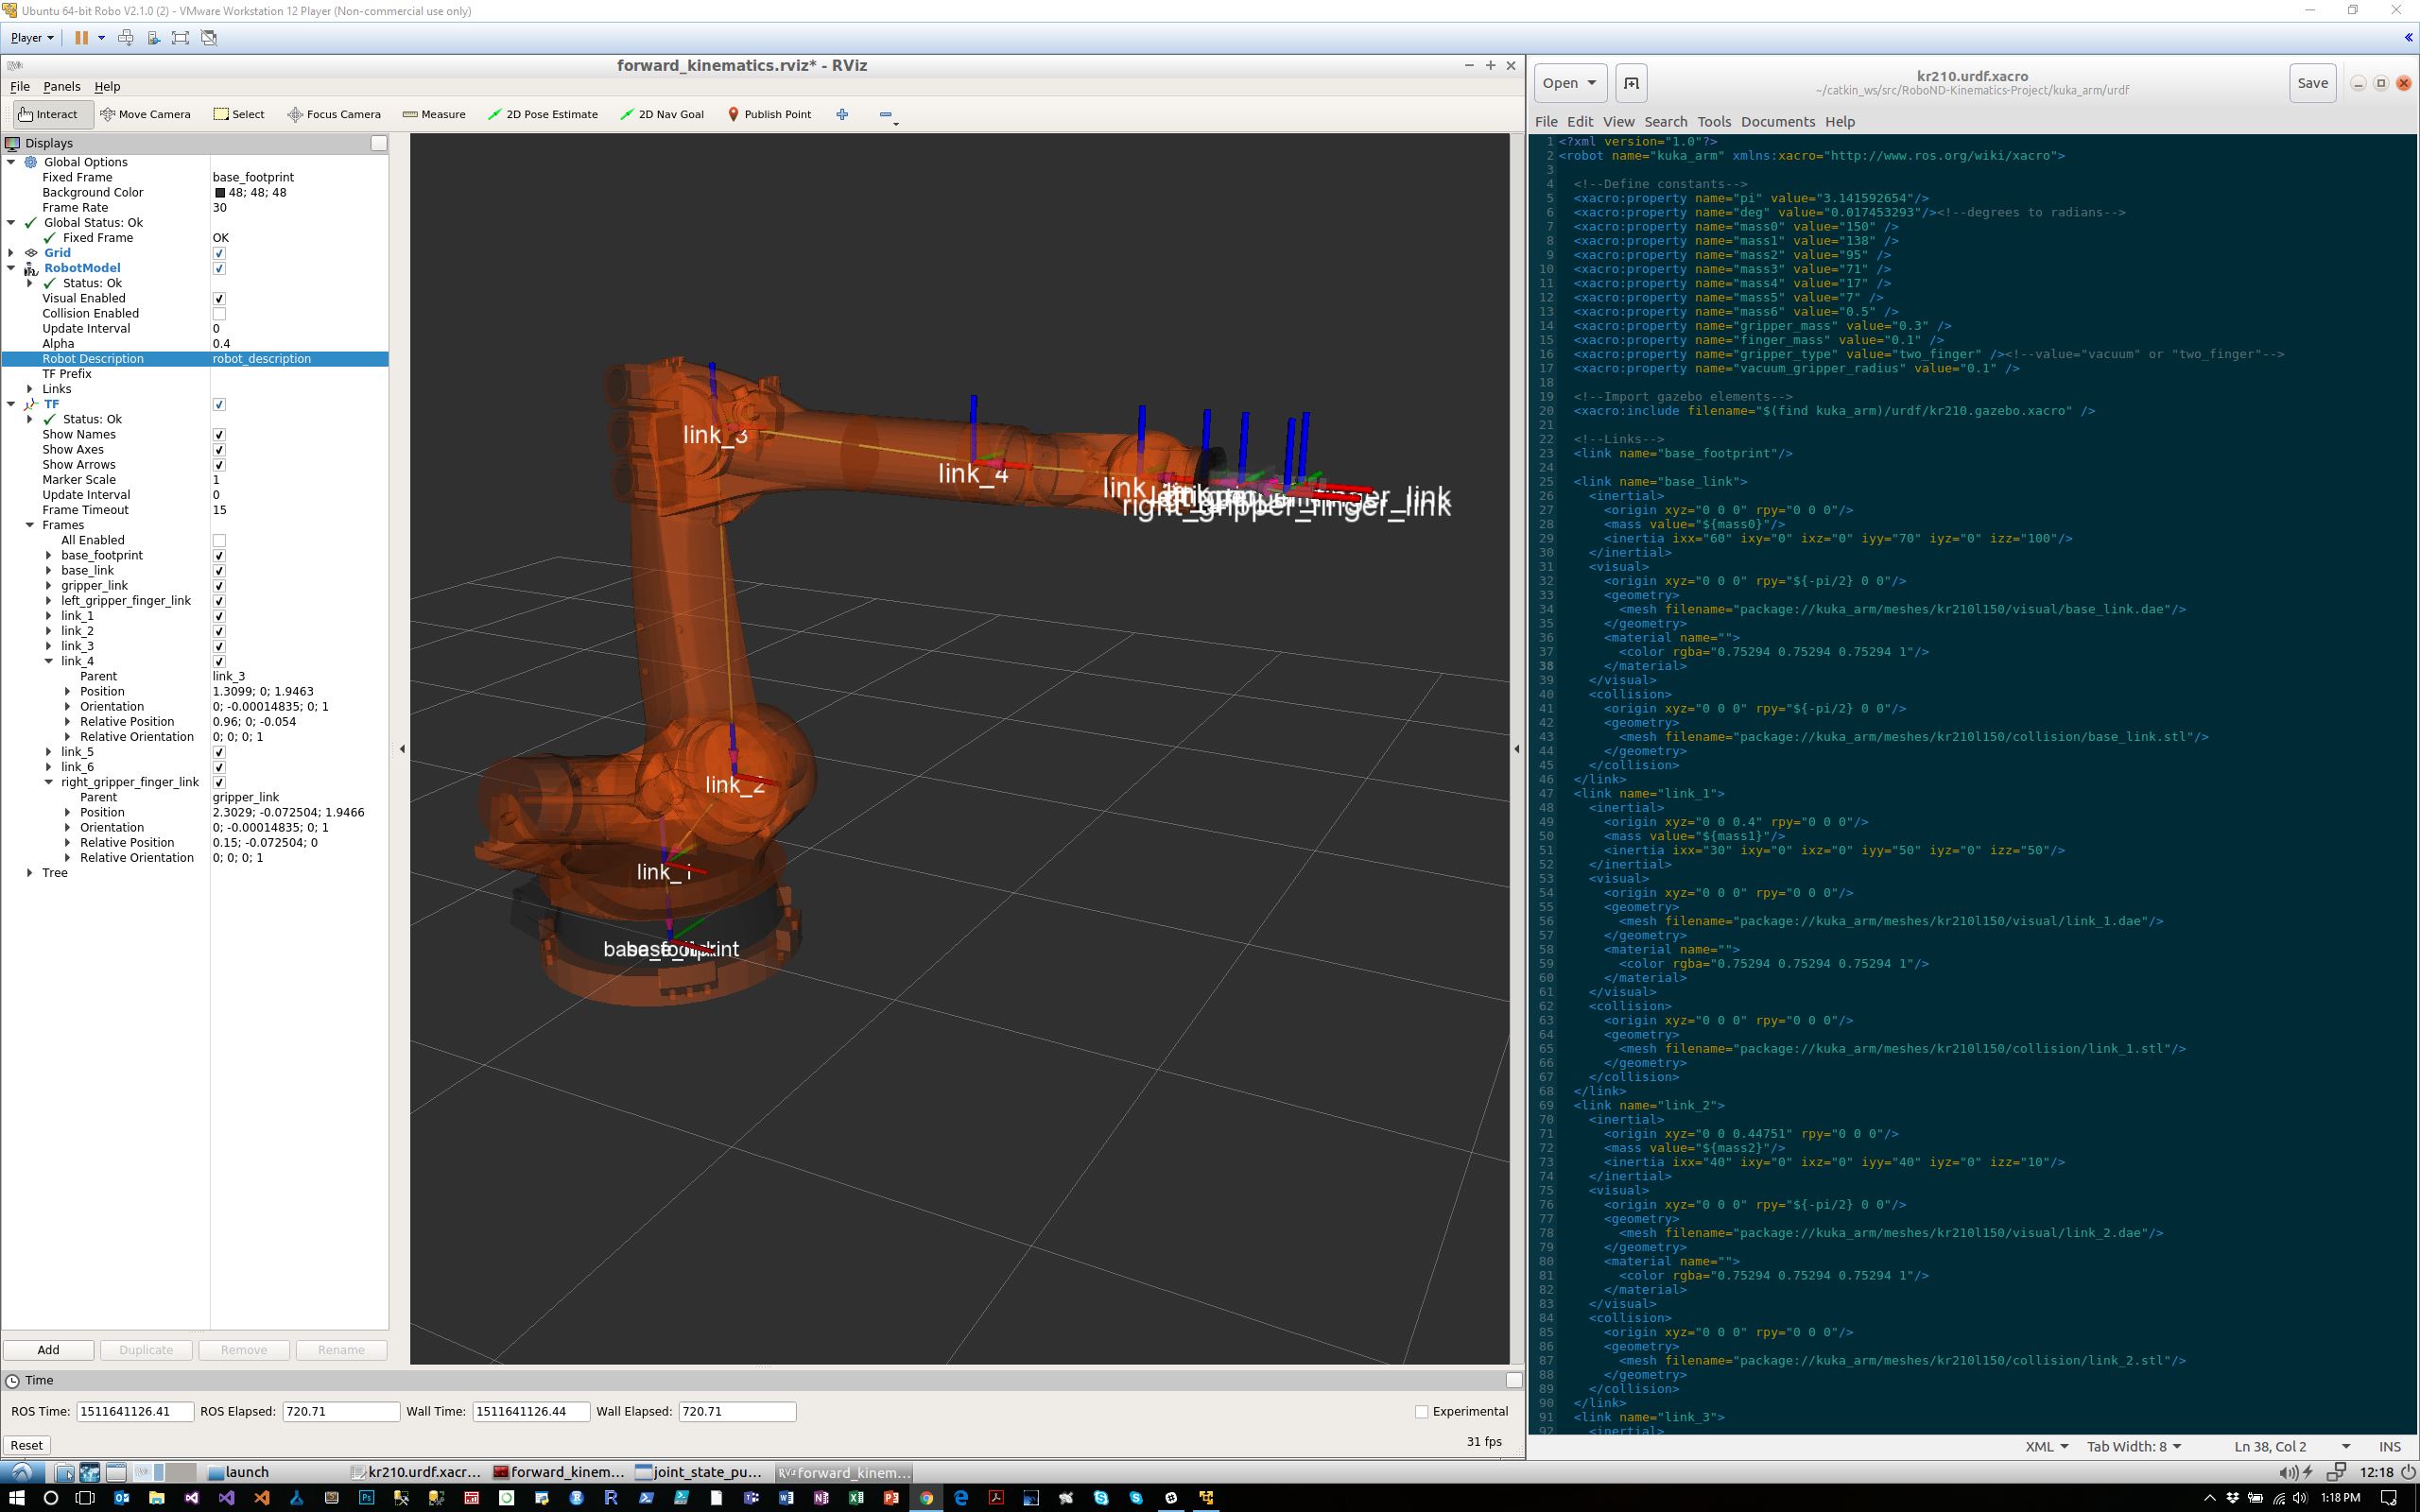 Ubuntu 64-bit Robo V2.1.0 (2) - VMware Workstation 12 Player (Non-commercial use only)
Player
forward_kinematics.rviz* - RViz
File Panels Help
Interact Move Camera Select Focus Camera Measure 2D Pose Estimate 2D Nav Goal Publish Point
Displays
Global Options
Fixed Frame base_footprint
Background Color 48; 48; 48
Frame Rate 30
Global Status: Ok
Fixed Frame OK
Grid
RobotModel
Status: Ok
Visual Enabled
Collision Enabled
Update Interval 0
Alpha 0.4
Robot Description robot_description
TF Prefix
Links
TF
Status: Ok
Show Names
Show Axes
Show Arrows
Marker Scale 1
Update Interval 0
Frame Timeout 15
Frames
All Enabled
base_footprint
base_link
gripper_link
left_gripper_finger_link
link_1
link_2
link_3
link_4
Parent link_3
Position 1.3099; 0; 1.9463
Orientation 0; -0.00014835; 0; 1
Relative Position 0.96; 0; -0.054
Relative Orientation 0; 0; 0; 1
link_5
link_6
right_gripper_finger_link
Parent gripper_link
Position 2.3029; -0.072504; 1.9466
Orientation 0; -0.00014835; 0; 1
Relative Position 0.15; -0.072504; 0
Relative Orientation 0; 0; 0; 1
Tree
Add Duplicate Remove Rename
link_3
link_4
right_gripper_finger_link
link_2
link_1
base_footprint
Time
ROS Time: 1511641126.41 ROS Elapsed: 720.71 Wall Time: 1511641126.44 Wall Elapsed: 720.71 Experimental
Reset 31 fps
Open kr210.urdf.xacro Save
~/catkin_ws/src/RoboND-Kinematics-Project/kuka_arm/urdf
File Edit View Search Tools Documents Help
1 <?xml version="1.0"?>
2 <robot name="kuka_arm" xmlns:xacro="http://www.ros.org/wiki/xacro">
3
4 <!--Define constants-->
5 <xacro:property name="pi" value="3.141592654"/>
6 <xacro:property name="deg" value="0.017453293"/><!--degrees to radians-->
7 <xacro:property name="mass0" value="150" />
8 <xacro:property name="mass1" value="138" />
9 <xacro:property name="mass2" value="95" />
10 <xacro:property name="mass3" value="71" />
11 <xacro:property name="mass4" value="17" />
12 <xacro:property name="mass5" value="7" />
13 <xacro:property name="mass6" value="0.5" />
14 <xacro:property name="gripper_mass" value="0.3" />
15 <xacro:property name="finger_mass" value="0.1" />
16 <xacro:property name="gripper_type" value="two_finger" /><!--value="vacuum" or "two_finger"-->
17 <xacro:property name="vacuum_gripper_radius" value="0.1" />
18
19 <!--Import gazebo elements-->
20 <xacro:include filename="$(find kuka_arm)/urdf/kr210.gazebo.xacro" />
21
22 <!--Links-->
23 <link name="base_footprint"/>
24
25 <link name="base_link">
26 <inertial>
27 <origin xyz="0 0 0" rpy="0 0 0"/>
28 <mass value="${mass0}"/>
29 <inertia ixx="60" ixy="0" ixz="0" iyy="70" iyz="0" izz="100"/>
30 </inertial>
31 <visual>
32 <origin xyz="0 0 0" rpy="${-pi/2} 0 0"/>
33 <geometry>
34 <mesh filename="package://kuka_arm/meshes/kr210l150/visual/base_link.dae"/>
35 </geometry>
36 <material name="">
37 <color rgba="0.75294 0.75294 0.75294 1"/>
38 </material>
39 </visual>
40 <collision>
41 <origin xyz="0 0 0" rpy="${-pi/2} 0 0"/>
42 <geometry>
43 <mesh filename="package://kuka_arm/meshes/kr210l150/collision/base_link.stl"/>
44 </geometry>
45 </collision>
46 </link>
47 <link name="link_1">
48 <inertial>
49 <origin xyz="0 0 0.4" rpy="0 0 0"/>
50 <mass value="${mass1}"/>
51 <inertia ixx="30" ixy="0" ixz="0" iyy="50" iyz="0" izz="50"/>
52 </inertial>
53 <visual>
54 <origin xyz="0 0 0" rpy="0 0 0"/>
55 <geometry>
56 <mesh filename="package://kuka_arm/meshes/kr210l150/visual/link_1.dae"/>
57 </geometry>
58 <material name="">
59 <color rgba="0.75294 0.75294 0.75294 1"/>
60 </material>
61 </visual>
62 <collision>
63 <origin xyz="0 0 0" rpy="0 0 0"/>
64 <geometry>
65 <mesh filename="package://kuka_arm/meshes/kr210l150/collision/link_1.stl"/>
66 </geometry>
67 </collision>
68 </link>
69 <link name="link_2">
70 <inertial>
71 <origin xyz="0 0 0.44751" rpy="0 0 0"/>
72 <mass value="${mass2}"/>
73 <inertia ixx="40" ixy="0" ixz="0" iyy="40" iyz="0" izz="10"/>
74 </inertial>
75 <visual>
76 <origin xyz="0 0 0" rpy="${-pi/2} 0 0"/>
77 <geometry>
78 <mesh filename="package://kuka_arm/meshes/kr210l150/visual/link_2.dae"/>
79 </geometry>
80 <material name="">
81 <color rgba="0.75294 0.75294 0.75294 1"/>
82 </material>
83 </visual>
84 <collision>
85 <origin xyz="0 0 0" rpy="0 0 0"/>
86 <geometry>
87 <mesh filename="package://kuka_arm/meshes/kr210l150/collision/link_2.stl"/>
88 </geometry>
89 </collision>
90 </link>
91 <link name="link_3">
92 <inertial>
XML Tab Width: 8 Ln 38, Col 2 INS
launch kr210.urdf.xacr... forward_kinem... joint_state_pu... forward_kinem... 12:18
1:18 PM